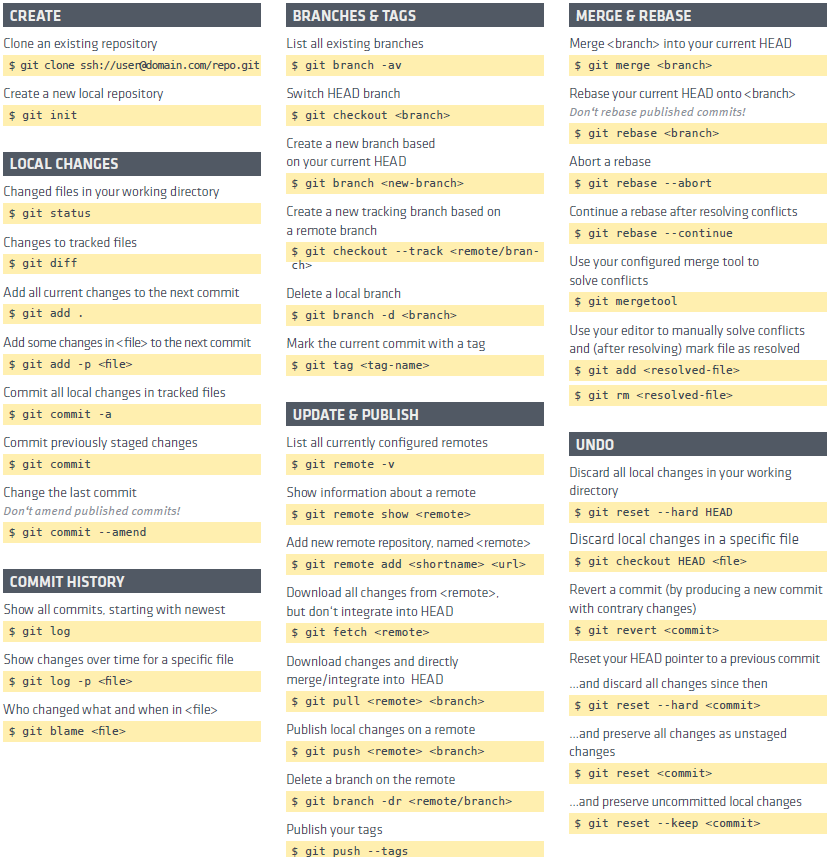 CREATE
Clone an existing repository
$ git clone ssh://user@domain.com/repo.git
Create a new local repository
$ git init
LOCAL CHANGES
Changed files in your working directory
$ git status
Changes to tracked files
$ git diff
Add all current changes to the next commit
$ git add .
Add some changes in <file> to the next commit
$ git add -p <file>
Commit all local changes in tracked files
$ git commit -a
Commit previously staged changes
$ git commit
Change the last commit
Don't amend published commits!
$ git commit --amend
COMMIT HISTORY
Show all commits, starting with newest
$ git log
Show changes over time for a specific file
$ git log -p <file>
Who changed what and when in <file>
$ git blame <file>
BRANCHES & TAGS
List all existing branches
$ git branch -av
Switch HEAD branch
$ git checkout <branch>
Create a new branch based
on your current HEAD
$ git branch <new-branch>
Create a new tracking branch based on
a remote branch
$ git checkout --track <remote/bran-
ch>
Delete a local branch
$ git branch -d <branch>
Mark the current commit with a tag
$ git tag <tag-name>
UPDATE & PUBLISH
List all currently configured remotes
$ git remote -v
Show information about a remote
$ git remote show <remote>
Add new remote repository, named <remote>
$ git remote add <shortname> <url>
Download all changes from <remote>,
but don't integrate into HEAD
$ git fetch <remote>
Download changes and directly
merge/integrate into HEAD
$ git pull <remote> <branch>
Publish local changes on a remote
$ git push <remote> <branch>
Delete a branch on the remote
$ git branch -dr <remote/branch>
Publish your tags
$ git push --tags
MERGE & REBASE
Merge <branch> into your current HEAD
$ git merge <branch>
Rebase your current HEAD onto <branch>
Don't rebase published commits!
$ git rebase <branch>
Abort a rebase
$ git rebase --abort
Continue a rebase after resolving conflicts
$ git rebase --continue
Use your configured merge tool to
solve conflicts
$ git mergetool
Use your editor to manually solve conflicts
and (after resolving) mark file as resolved
$ git add <resolved-file>
$ git rm <resolved-file>
UNDO
Discard all local changes in your working
directory
$ git reset --hard HEAD
Discard local changes in a specific file
$ git checkout HEAD <file>
Revert a commit (by producing a new commit
with contrary changes)
$ git revert <commit>
Reset your HEAD pointer to a previous commit
...and discard all changes since then
$ git reset --hard <commit>
...and preserve all changes as unstaged
changes
$ git reset <commit>
...and preserve uncommitted local changes
$ git reset --keep <commit>